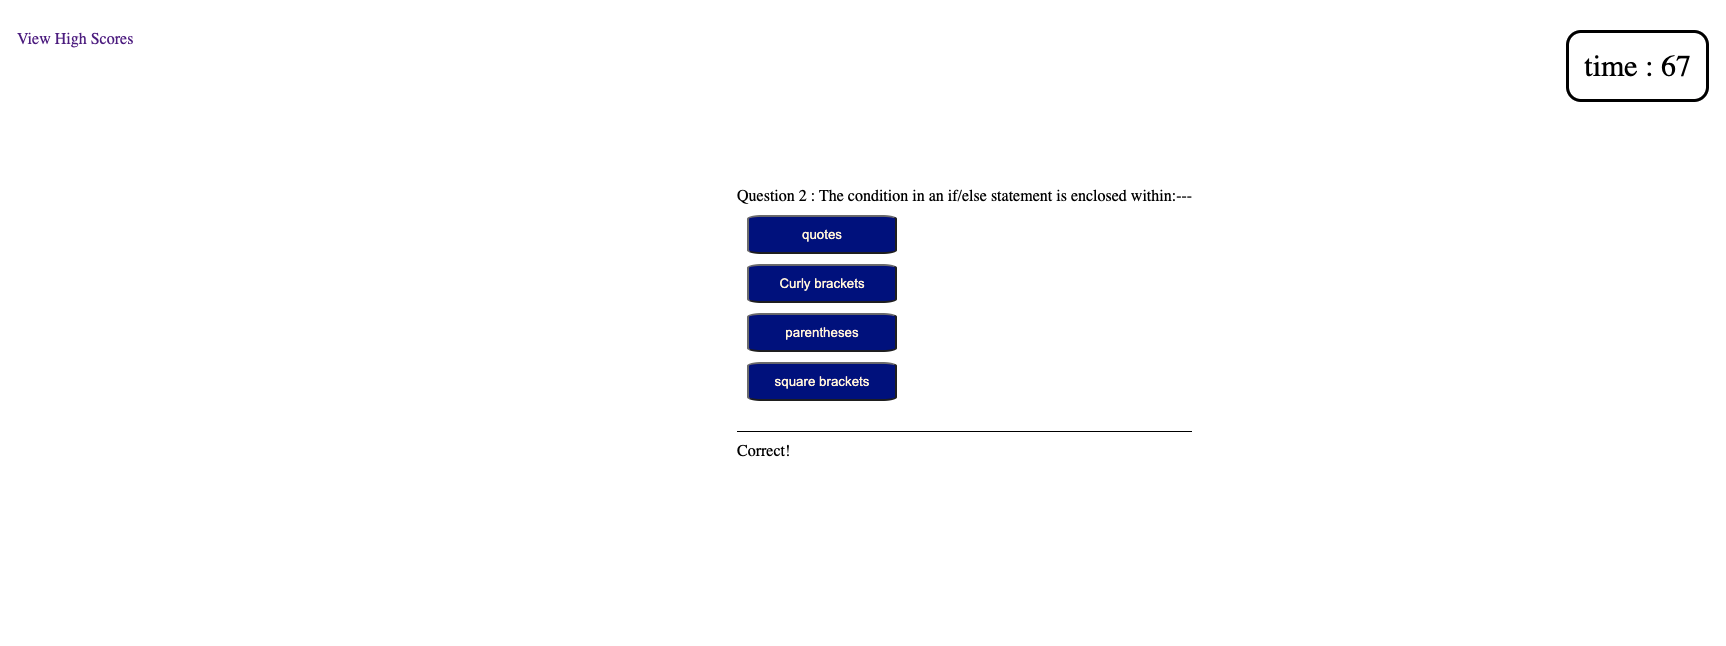 View High Scores
time : 67
Question 2 : The condition in an if/else statement is enclosed within:---
quotes
Curly brackets
parentheses
square brackets
Correct!